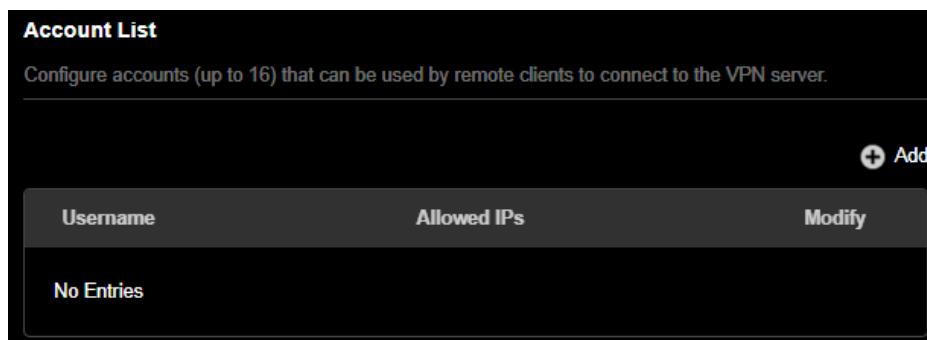 Account List
Configure accounts (up to 16) that can be used by remote clients to connect to the VPN server.
Add
Username Allowed IPs Modify
No Entries